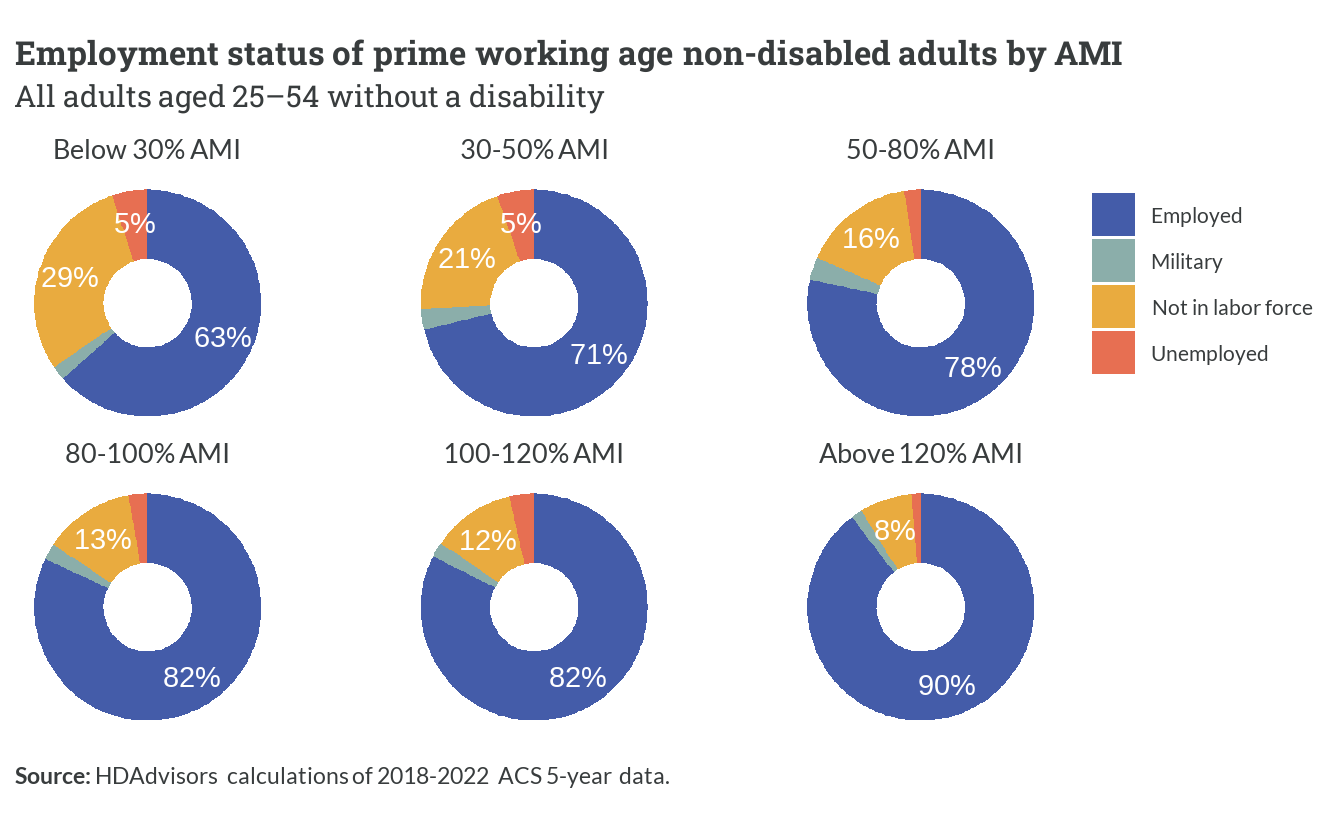 Employment status of prime working age non-disabled adults by AMI
All adults aged 25–54 without a disability
Below 30% AMI
30-50% AMI
50-80% AMI
5%
29%
63%
5%
21%
71%
16%
78%
Employed
Military
Not in labor force
Unemployed
80-100% AMI
100-120% AMI
Above 120% AMI
13%
82%
12%
82%
8%
90%
Source: HDAdvisors calculations of 2018-2022 ACS 5-year data.